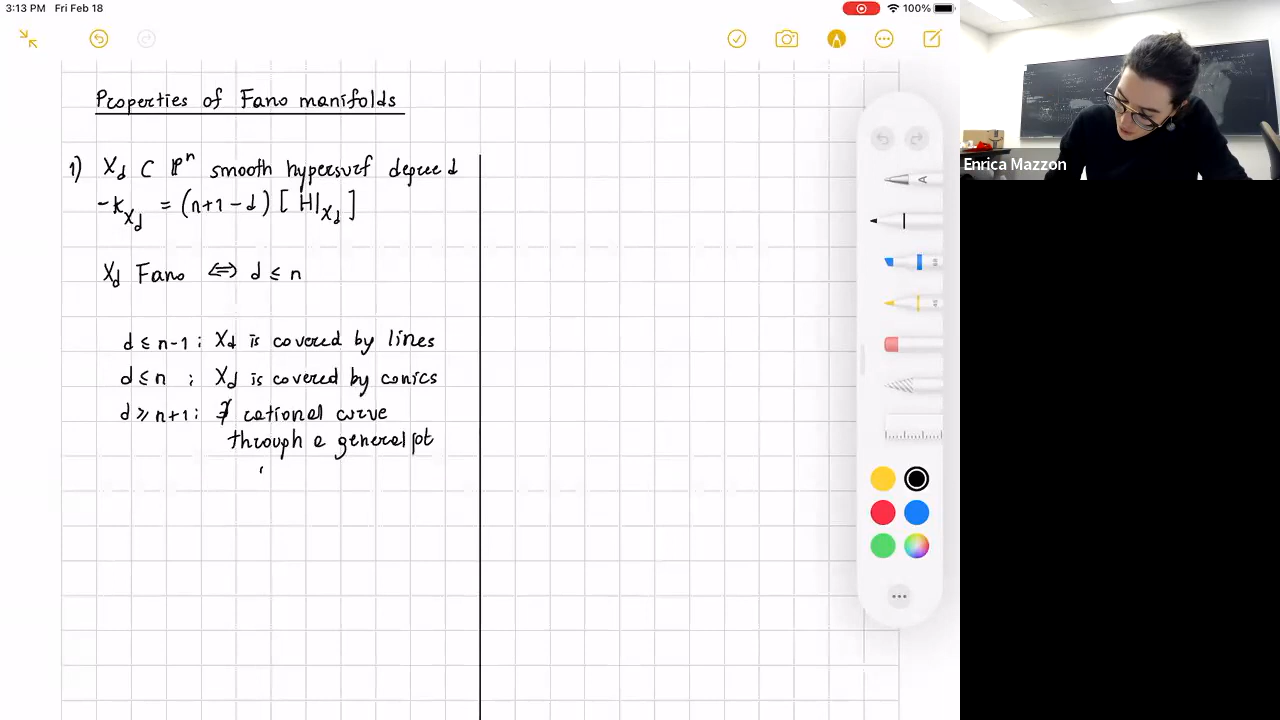 3:13 PM Fri Feb 18
100%
Properties of Fano manifolds
1) X_d ⊂ ℙ^n smooth hypersurf degree d
-K_{X_d} = (n+1-d) [H|_{X_d}]
X_d Fano ⇔ d ≤ n
d ≤ n-1 : X_d is covered by lines
d ≤ n : X_d is covered by conics
d ≥ n+1 : ∄ rational curve
through a general pt
Enrica Mazzon